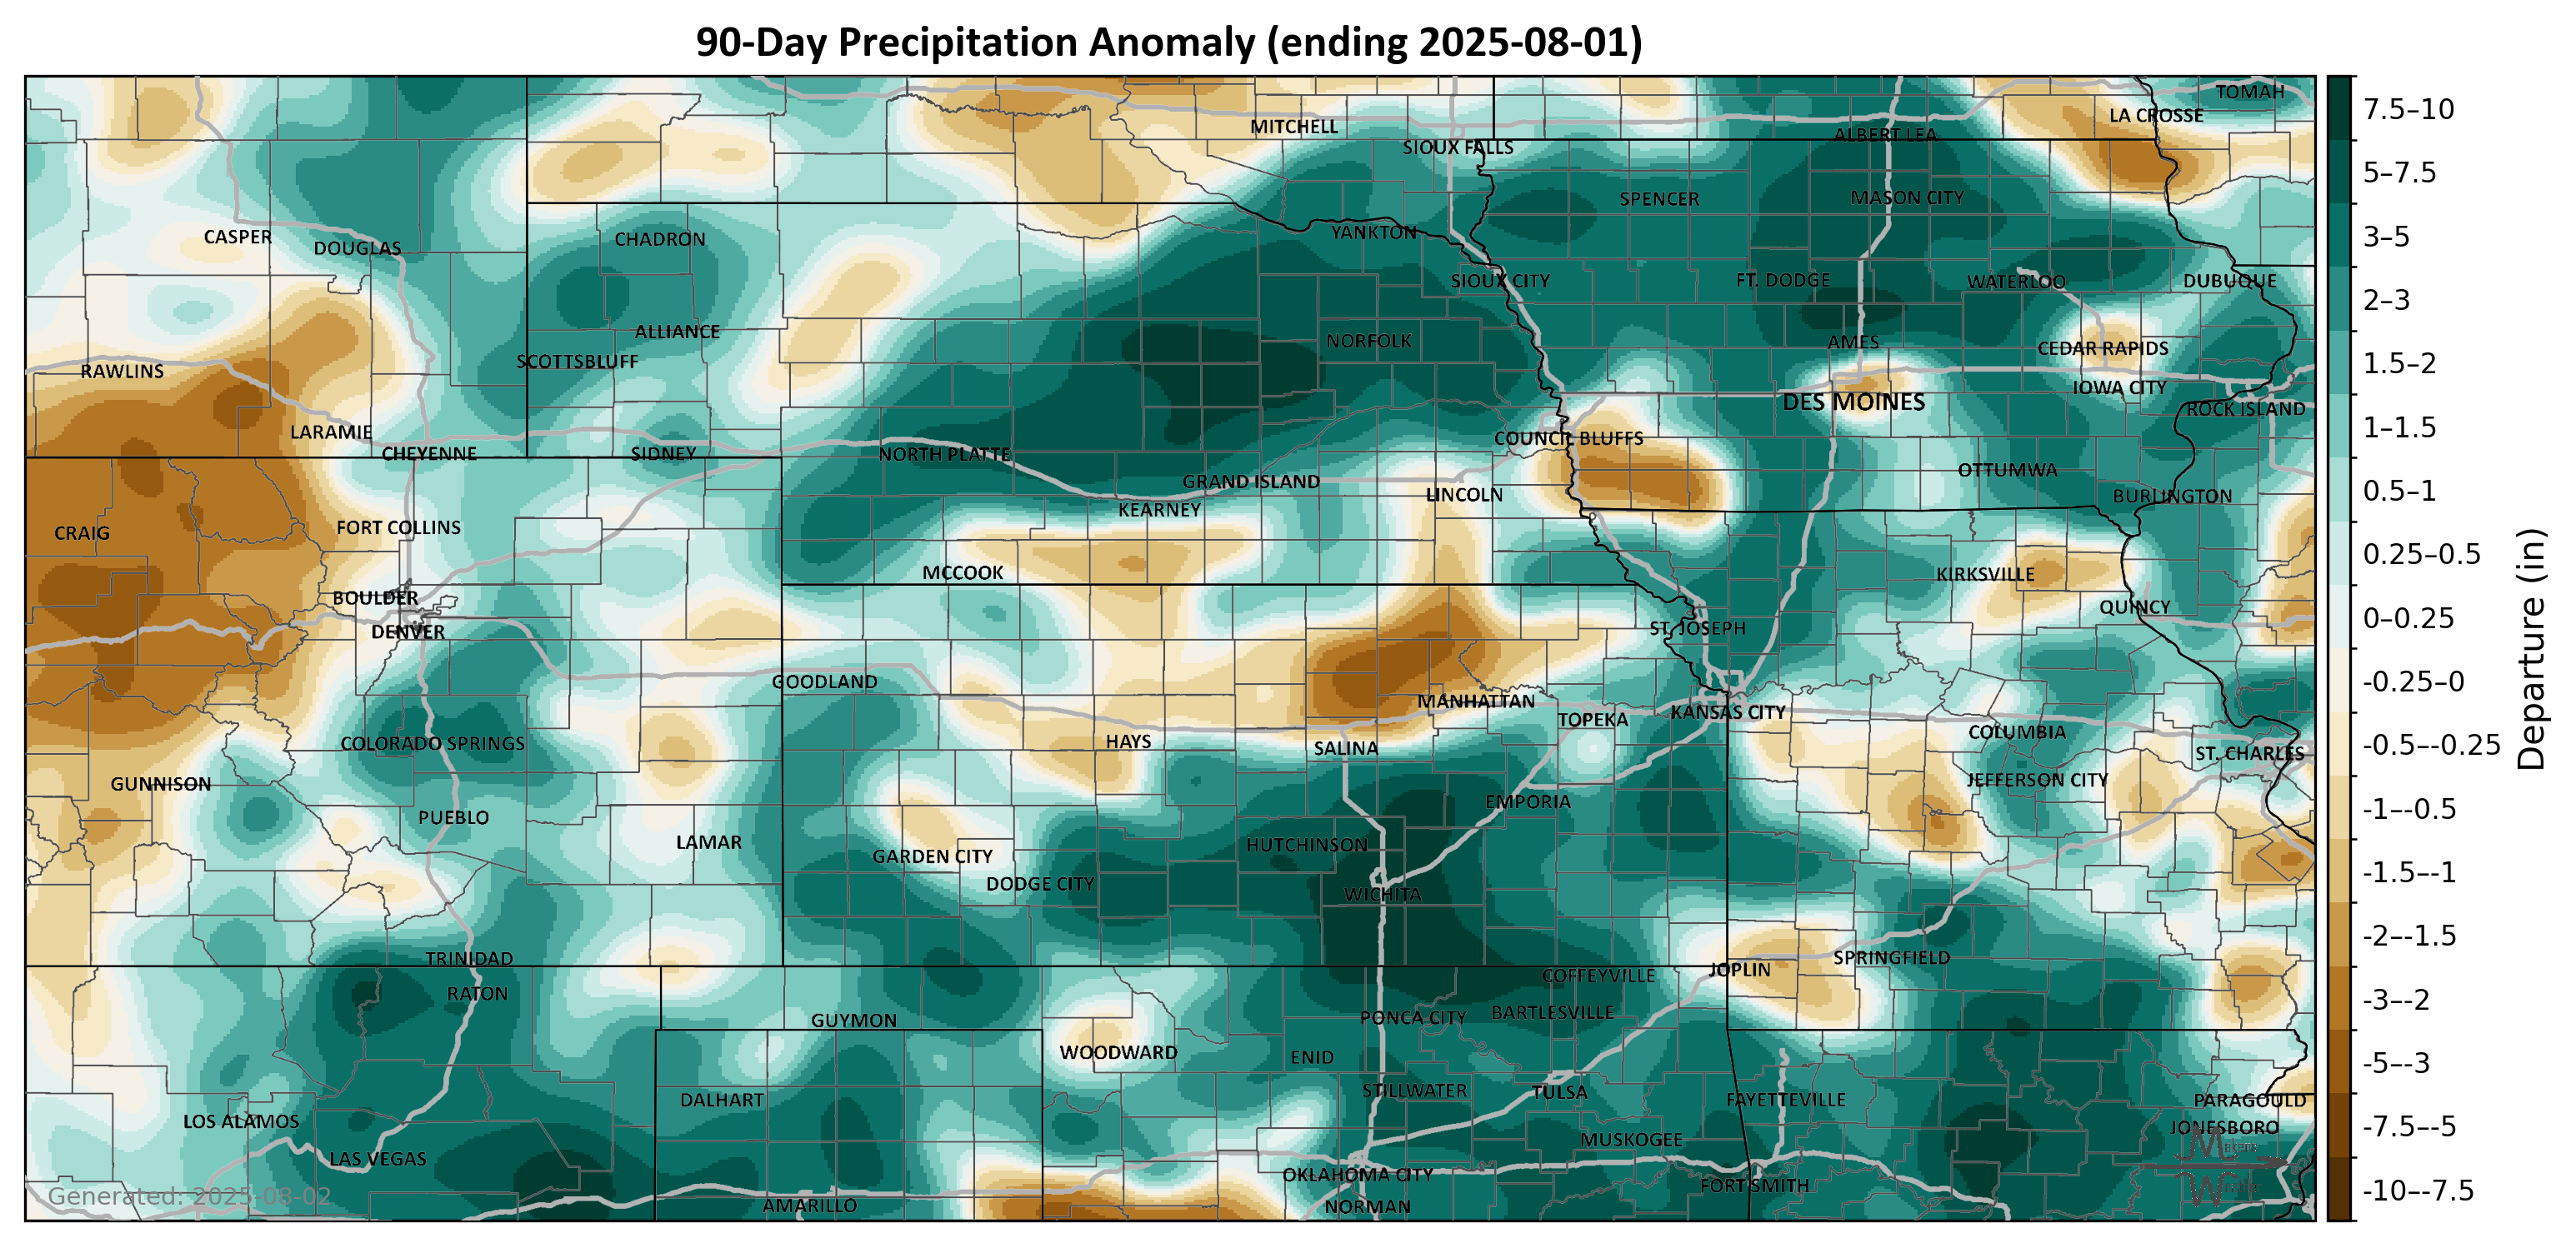 90-Day Precipitation Anomaly (ending 2025-08-01)
TOMAH
LA CROSSE
MITCHELL
ALBERT LEA
SIOUX FALLS
SPENCER
MASON CITY
CASPER
DOUGLAS
CHADRON
YANKTON
SIOUX CITY
FT. DODGE
WATERLOO
DUBUQUE
ALLIANCE
NORFOLK
AMES
CEDAR RAPIDS
SCOTTSBLUFF
RAWLINS
IOWA CITY
DES MOINES
ROCK ISLAND
LARAMIE
COUNCIL BLUFFS
CHEYENNE
SIDNEY
NORTH PLATTE
OTTUMWA
GRAND ISLAND
LINCOLN
BURLINGTON
KEARNEY
CRAIG
FORT COLLINS
MCCOOK
KIRKSVILLE
BOULDER
QUINCY
DENVER
ST. JOSEPH
GOODLAND
MANHATTAN
KANSAS CITY
TOPEKA
COLUMBIA
COLORADO SPRINGS
HAYS
SALINA
ST. CHARLES
GUNNISON
JEFFERSON CITY
EMPORIA
PUEBLO
LAMAR
HUTCHINSON
GARDEN CITY
DODGE CITY
WICHITA
TRINIDAD
SPRINGFIELD
JOPLIN
COFFEYVILLE
RATON
BARTLESVILLE
GUYMON
PONCA CITY
WOODWARD
ENID
STILLWATER
TULSA
DALHART
FAYETTEVILLE
PARAGOULD
LOS ALAMOS
JONESBORO
MUSKOGEE
LAS VEGAS
OKLAHOMA CITY
FORT SMITH
AMARILLO
NORMAN
Makens
Weather
Generated: 2025-08-02
7.5–10
5–7.5
3–5
2–3
1.5–2
1–1.5
0.5–1
0.25–0.5
0–0.25
-0.25–0
-0.5–-0.25
-1–-0.5
-1.5–-1
-2–-1.5
-3–-2
-5–-3
-7.5–-5
-10–-7.5
Departure (in)